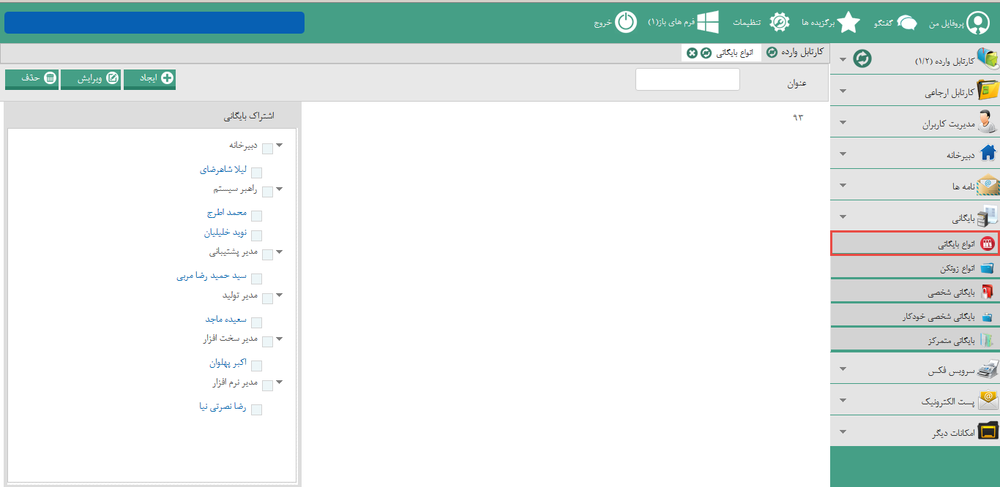 پروفایل من
گفتگو
برگزیده ها
تنظیمات
فرم های باز(۱)
خروج
کارتابل وارده
انواع بایگانی
کارتابل وارده (۱/۲)
کارتابل ارجاعی
مدیریت کاربران
دبیرخانه
نامه ها
بایگانی
انواع بایگانی
انواع زونکن
بایگانی شخصی
بایگانی شخصی خودکار
بایگانی متمرکز
سرویس فکس
پست الکترونیک
امکانات دیگر
عنوان
ایجاد
ویرایش
حذف
۹۳
اشتراک بایگانی
دبیرخانه
لیلا شاهرضای
راهبر سیستم
محمد اطرج
نوید خلیلیان
مدیر پشتیبانی
سید حمید رضا مربی
مدیر تولید
سعیده ماجد
مدیر سخت افزار
اکبر پهلوان
مدیر نرم افزار
رضا نصرتی نیا